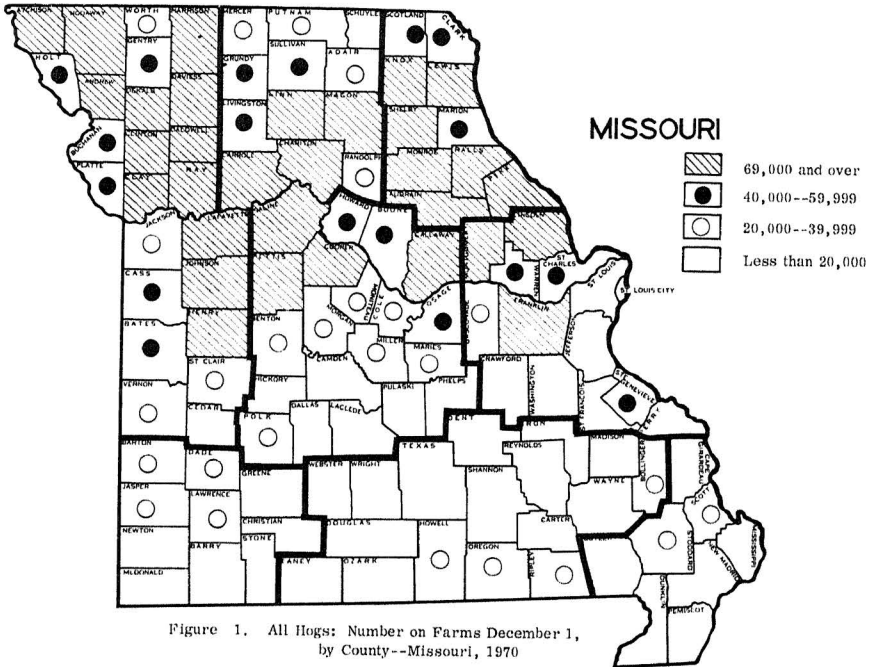 ATCHISON
NODAWAY
WORTH
HARRISON
MERCER
PUTNAM
SCHUYLE
SCOTLAND
CLARK
GENTRY
SULLIVAN
ADAIR
HOLT
GRUNDY
KNOX
LEWIS
ANDREW
DEKALB
DAVIESS
LIVINGSTON
LINN
MACON
SHELBY
MARION
BUCHANAN
CLINTON
CALDWELL
CHARITON
MONROE
RALLS
PLATTE
CLAY
RAY
CARROLL
RANDOLPH
AUDRAIN
PIKE
JACKSON
LAFAYETTE
SALINE
HOWARD
BOONE
CALLAWAY
LINCOLN
JOHNSON
PETTIS
COOPER
WARREN
ST CHARLES
ST LOUIS
ST LOUIS CITY
CASS
MONITEAU
COLE
OSAGE
FRANKLIN
HENRY
BENTON
MORGAN
MILLER
MARIES
JEFFERSON
BATES
ST CLAIR
CAMDEN
PHELPS
CRAWFORD
WASHINGTON
STE GENEVIEVE
VERNON
HICKORY
PULASKI
ST FRANCOIS
PERRY
CEDAR
POLK
DALLAS
LACLEDE
DENT
IRON
MADISON
BARTON
DADE
TEXAS
REYNOLDS
BOLLINGER
CAPE GIRARDEAU
GREENE
WEBSTER
WRIGHT
SHANNON
WAYNE
JASPER
LAWRENCE
SCOTT
NEWTON
CHRISTIAN
DOUGLAS
HOWELL
CARTER
STODDARD
MISSISSIPPI
BARRY
STONE
OREGON
RIPLEY
NEW MADRID
MCDONALD
TANEY
OZARK
DUNKLIN
PEMISCOT
MISSOURI
69,000 and over
40,000--59,999
20,000--39,999
Less than 20,000
Figure 1. All Hogs: Number on Farms December 1,
by County--Missouri, 1970